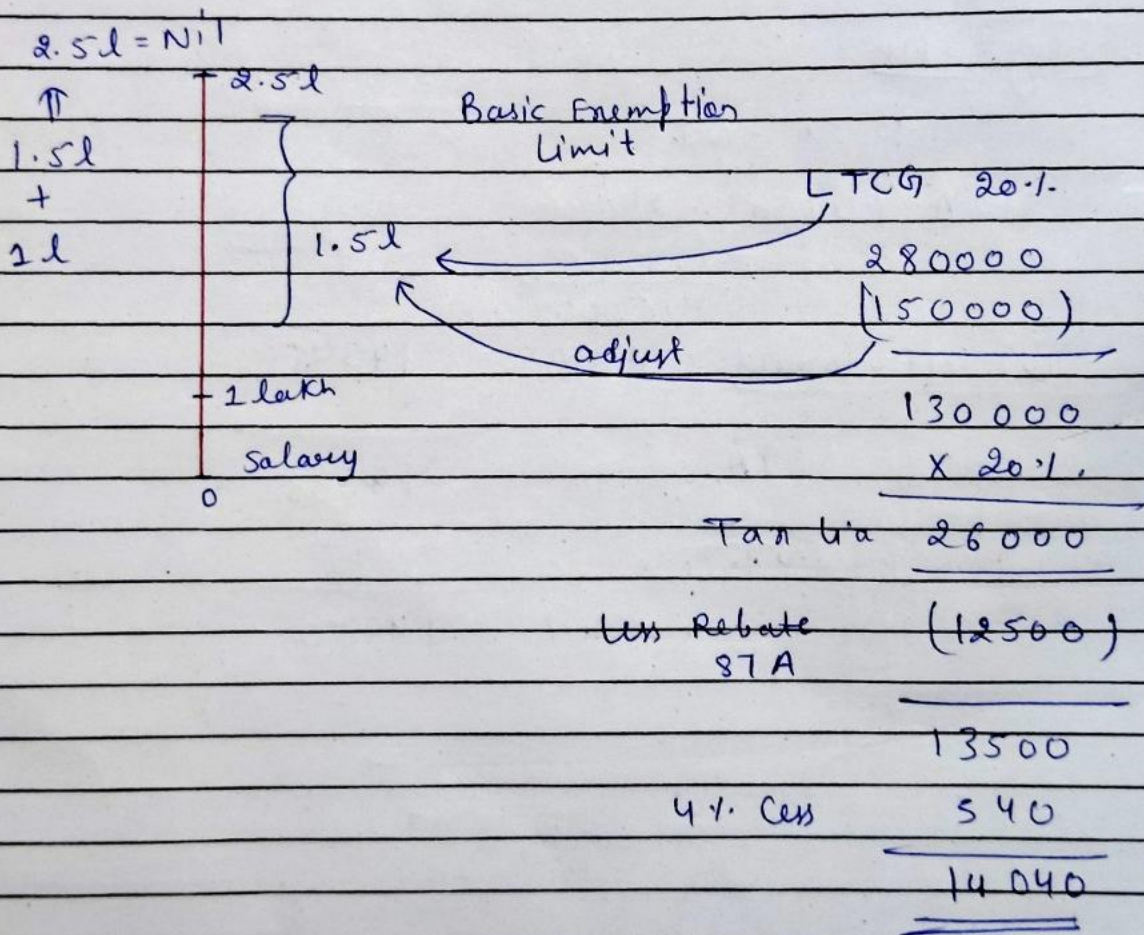 2.5l = Nil
⇑
1.5l
+
1l
2.5l
1.5l
1 lakh
Salary
0
Basic Exemption
Limit
LTCG 20%
280000
(150000)
adjust
130000
X 20%.
Tax lia 26000
Less Rebate (12500)
87A
13500
4% Cess 540
14040